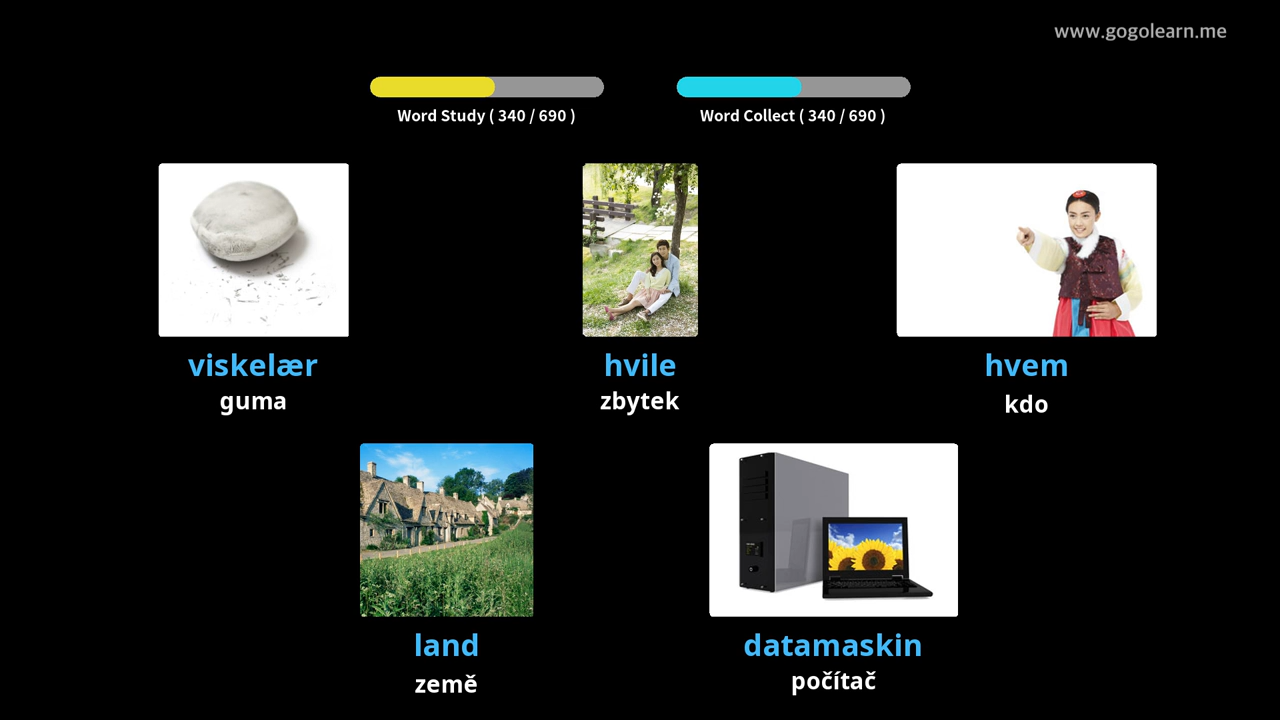 www.gogolearn.me
Word Study ( 340 / 690 )
Word Collect ( 340 / 690 )
viskelær
guma
hvile
zbytek
hvem
kdo
land
země
datamaskin
počítač